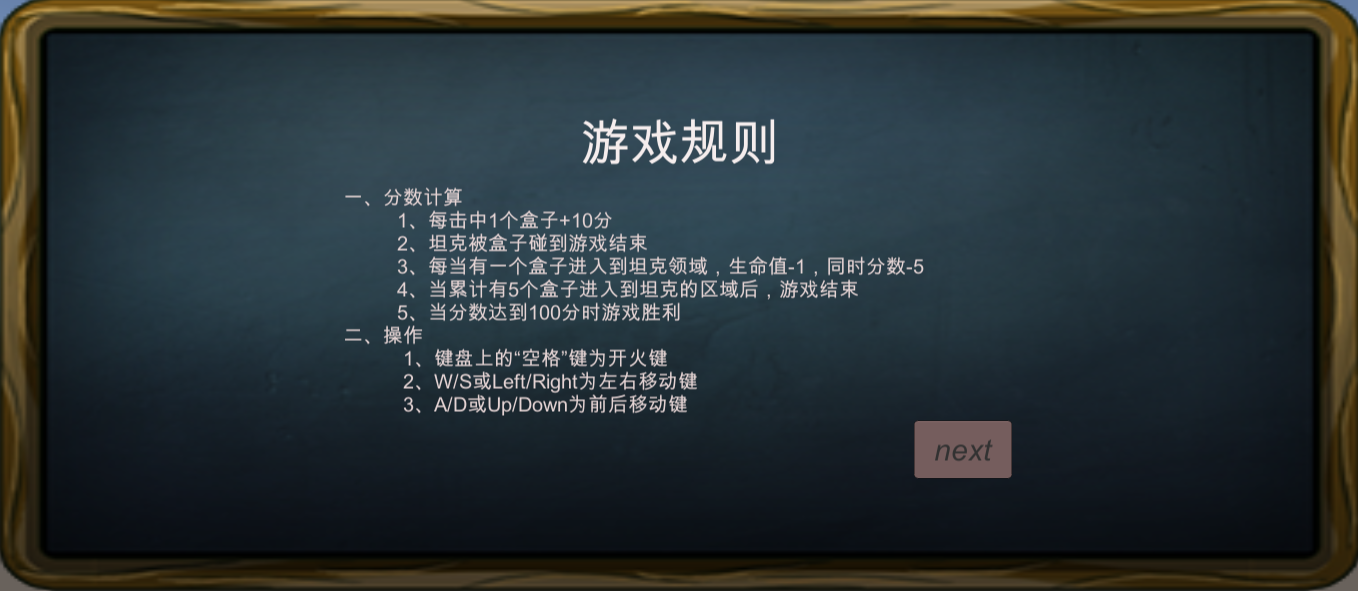 游戏规则
一、分数计算
1、每击中1个盒子+10分
2、坦克被盒子碰到游戏结束
3、每当有一个盒子进入到坦克领域，生命值-1，同时分数-5
4、当累计有5个盒子进入到坦克的区域后，游戏结束
5、当分数达到100分时游戏胜利
二、操作
1、键盘上的“空格”键为开火键
2、W/S或Left/Right为左右移动键
3、A/D或Up/Down为前后移动键
next